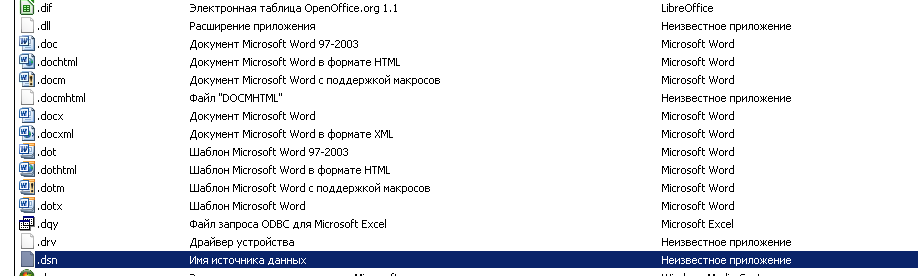 .dif Электронная таблица OpenOffice.org 1.1 LibreOffice
.dll Расширение приложения Неизвестное приложение
.doc Документ Microsoft Word 97-2003 Microsoft Word
.dochtml Документ Microsoft Word в формате HTML Microsoft Word
.docm Документ Microsoft Word с поддержкой макросов Microsoft Word
.docmhtml Файл "DOCMHTML" Неизвестное приложение
.docx Документ Microsoft Word Microsoft Word
.docxml Документ Microsoft Word в формате XML Microsoft Word
.dot Шаблон Microsoft Word 97-2003 Microsoft Word
.dothtml Шаблон Microsoft Word в формате HTML Microsoft Word
.dotm Шаблон Microsoft Word с поддержкой макросов Microsoft Word
.dotx Шаблон Microsoft Word Microsoft Word
.dqy Файл запроса ODBC для Microsoft Excel Microsoft Excel
.drv Драйвер устройства Неизвестное приложение
.dsn Имя источника данных Неизвестное приложение